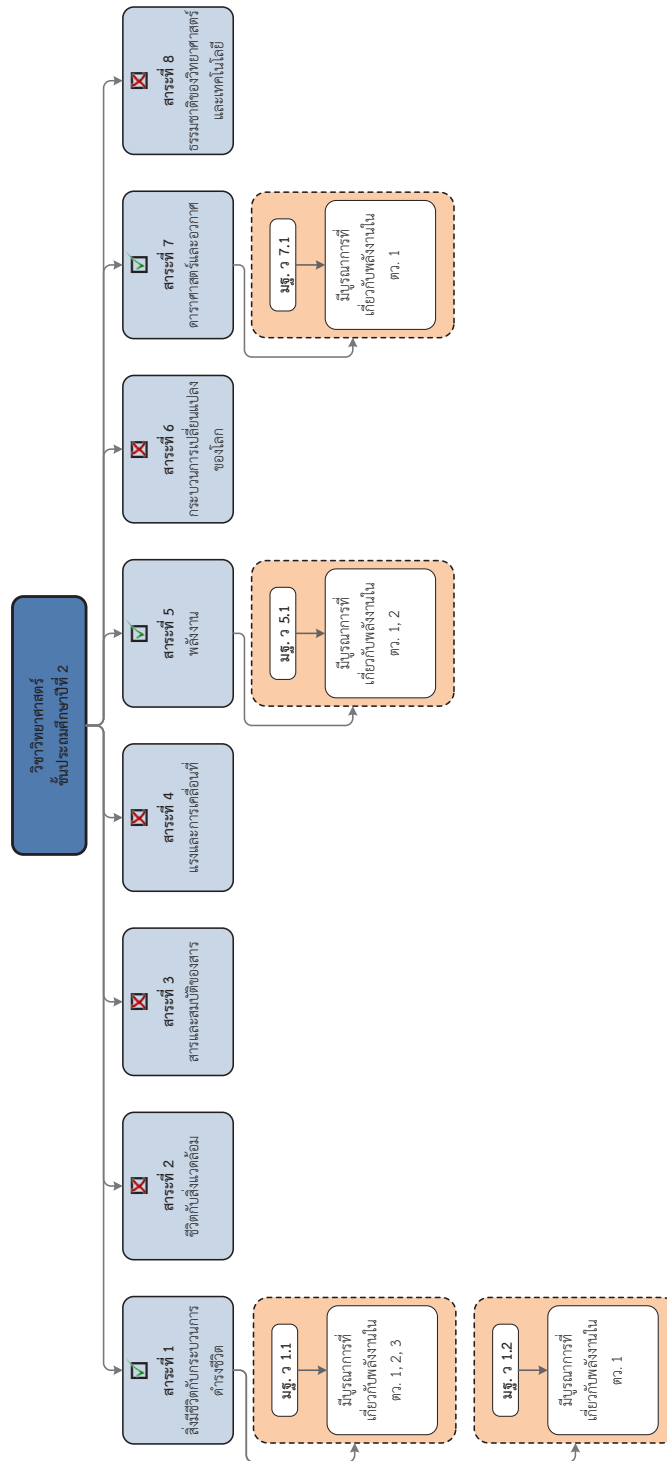 วิชาวิทยาศาสตร์
ชั้นประถมศึกษาปีที่ 2
สาระที่ 1
สิ่งมีชีวิตกับกระบวนการ
ดำรงชีวิต
สาระที่ 2
ชีวิตกับสิ่งแวดล้อม
สาระที่ 3
สารและสมบัติของสาร
สาระที่ 4
แรงและการเคลื่อนที่
สาระที่ 5
พลังงาน
สาระที่ 6
กระบวนการเปลี่ยนแปลง
ของโลก
สาระที่ 7
ดาราศาสตร์และอวกาศ
สาระที่ 8
ธรรมชาติของวิทยาศาสตร์
และเทคโนโลยี
มฐ. ว 1.1
มีบูรณาการที่
เกี่ยวกับพลังงานใน
ตว. 1, 2, 3
มฐ. ว 1.2
มีบูรณาการที่
เกี่ยวกับพลังงานใน
ตว. 1
มฐ. ว 5.1
มีบูรณาการที่
เกี่ยวกับพลังงานใน
ตว. 1, 2
มฐ. ว 7.1
มีบูรณาการที่
เกี่ยวกับพลังงานใน
ตว. 1